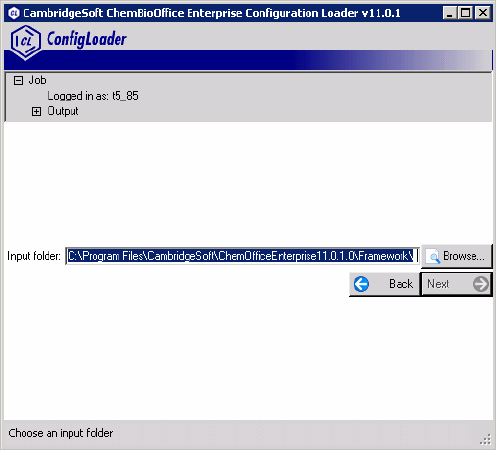 CambridgeSoft ChemBioOffice Enterprise Configuration Loader v11.0.1
CL ConfigLoader
Job
Logged in as: t5_85
Output
Input folder: C:\Program Files\CambridgeSoft\ChemOfficeEnterprise11.0.1.0\Framework\ Browse...
Back Next
Choose an input folder